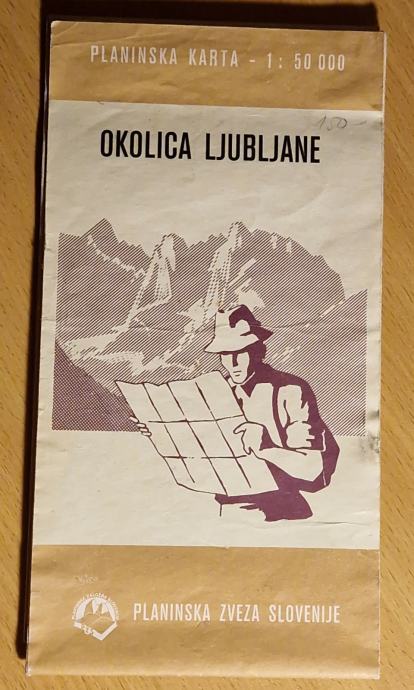 PLANINSKA KARTA - 1: 50 000
150
OKOLICA LJUBLJANE
PLANINSKA ZVEZA SLOVENIJE